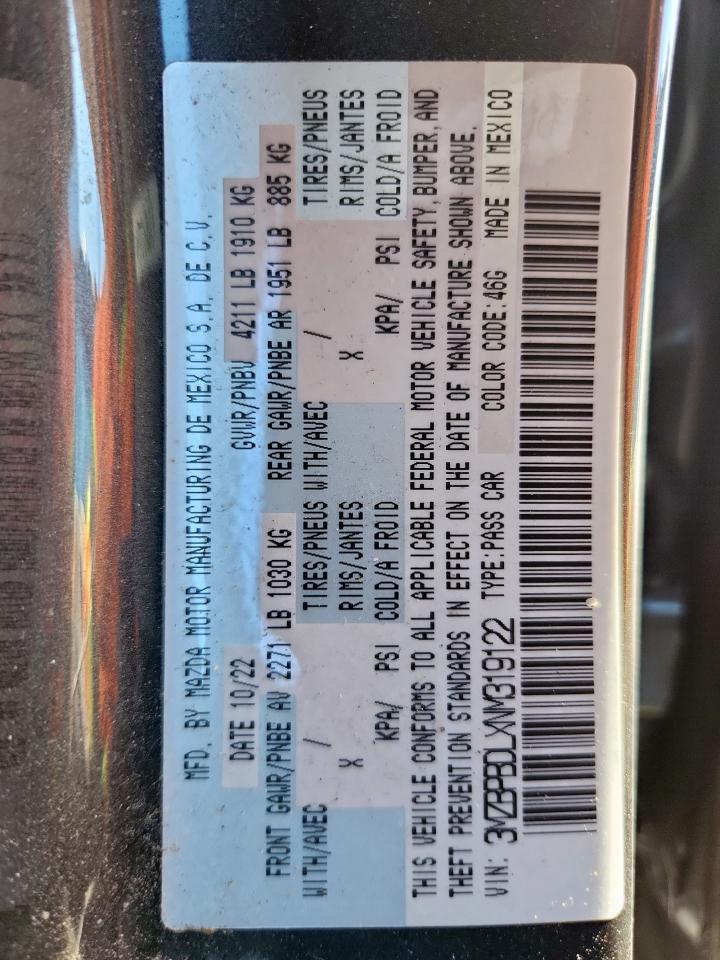 MFD. BY MAZDA MOTOR MANUFACTURING DE MEXICO S.A. DE C.V.
DATE 10/22 GVWR/PNBV 4211 LB 1910 KG
FRONT GAWR/PNBE AV 2271 LB 1030 KG REAR GAWR/PNBE AR 1951 LB 885 KG
WITH/AVEC / TIRES/PNEUS WITH/AVEC / TIRES/PNEUS
X RIMS/JANTES X RIMS/JANTES
KPA/ PSI COLD/A FROID KPA/ PSI COLD/A FROID
THIS VEHICLE CONFORMS TO ALL APPLICABLE FEDERAL MOTOR VEHICLE SAFETY, BUMPER, AND
THEFT PREVENTION STANDARDS IN EFFECT ON THE DATE OF MANUFACTURE SHOWN ABOVE.
VIN: 3MZBPBDLXNM319122 TYPE:PASS CAR COLOR CODE:46G MADE IN MEXICO